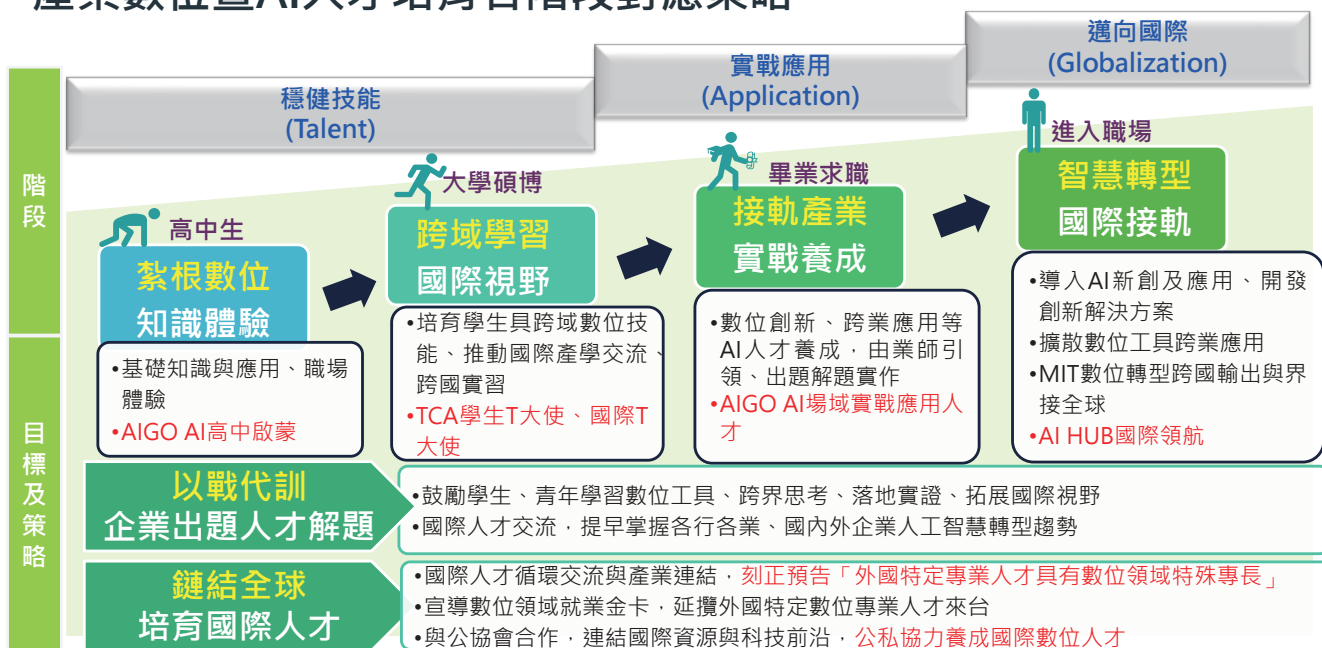 產業數位暨AI人才培育各階段對應策略
穩健技能
(Talent)
實戰應用
(Application)
邁向國際
(Globalization)
階段
高中生
紮根數位
知識體驗
•基礎知識與應用、職場
體驗
•AIGO AI高中啟蒙
大學碩博
跨域學習
國際視野
•培育學生具跨域數位技
能、推動國際產學交流、
跨國實習
•TCA學生T大使、國際T
大使
畢業求職
接軌產業
實戰養成
•數位創新、跨業應用等
AI人才養成，由業師引
領、出題解題實作
•AIGO AI場域實戰應用人
才
進入職場
智慧轉型
國際接軌
•導入AI新創及應用、開發
創新解決方案
•擴散數位工具跨業應用
•MIT數位轉型跨國輸出與界
接全球
•AI HUB國際領航
目標及策略
以戰代訓
企業出題人才解題
•鼓勵學生、青年學習數位工具、跨界思考、落地實證、拓展國際視野
•國際人才交流，提早掌握各行各業、國內外企業人工智慧轉型趨勢
鏈結全球
培育國際人才
•國際人才循環交流與產業連結，刻正預告「外國特定專業人才具有數位領域特殊專長」
•宣導數位領域就業金卡，延攬外國特定數位專業人才來台
•與公協會合作，連結國際資源與科技前沿，公私協力養成國際數位人才